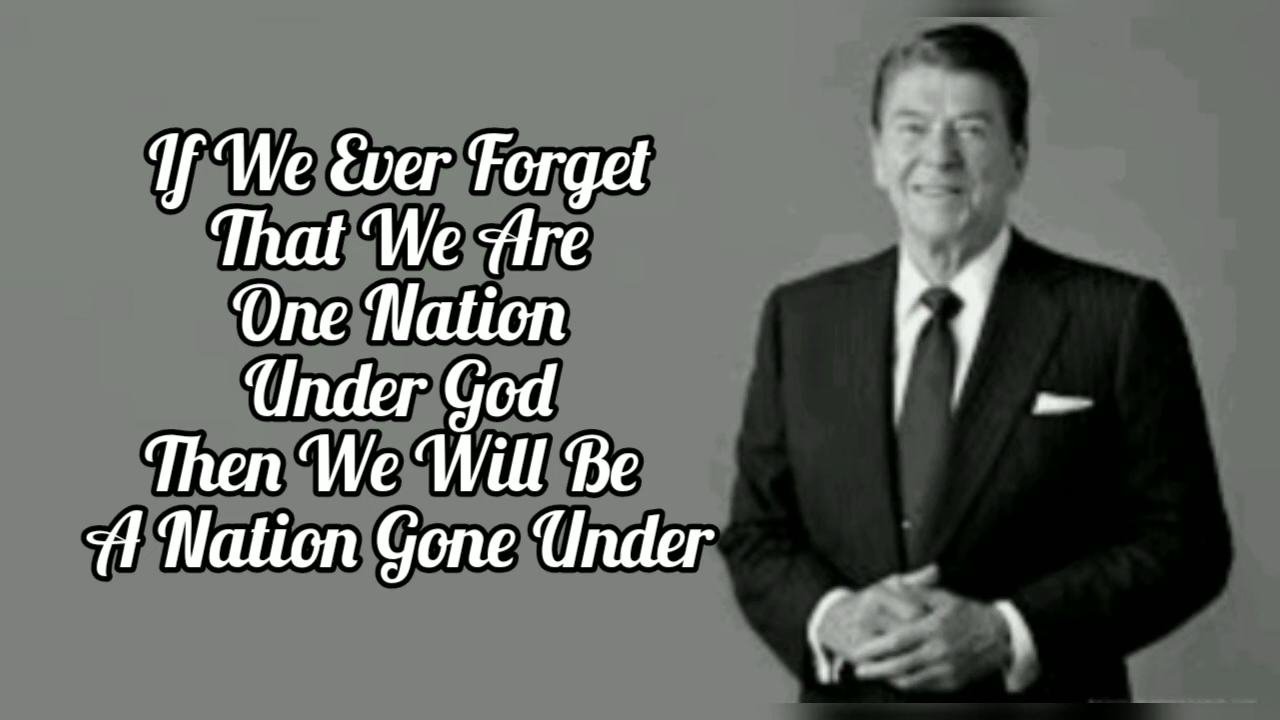 If We Ever Forget
That We Are
One Nation
Under God
Then We Will Be
A Nation Gone Under